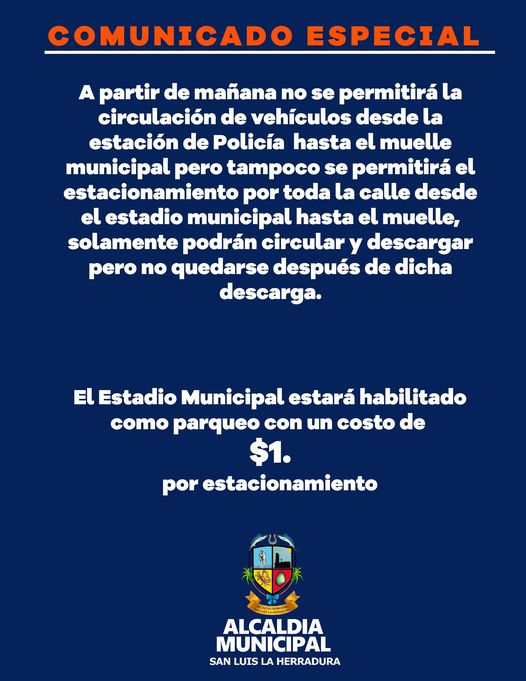 COMUNICADO ESPECIAL
A partir de mañana no se permitirá la
circulación de vehículos desde la
estación de Policía hasta el muelle
municipal pero tampoco se permitirá el
estacionamiento por toda la calle desde
el estadio municipal hasta el muelle,
solamente podrán circular y descargar
pero no quedarse después de dicha
descarga.
El Estadio Municipal estará habilitado
como parqueo con un costo de
$1.
por estacionamiento
ALCALDIA
MUNICIPAL
SAN LUIS LA HERRADURA